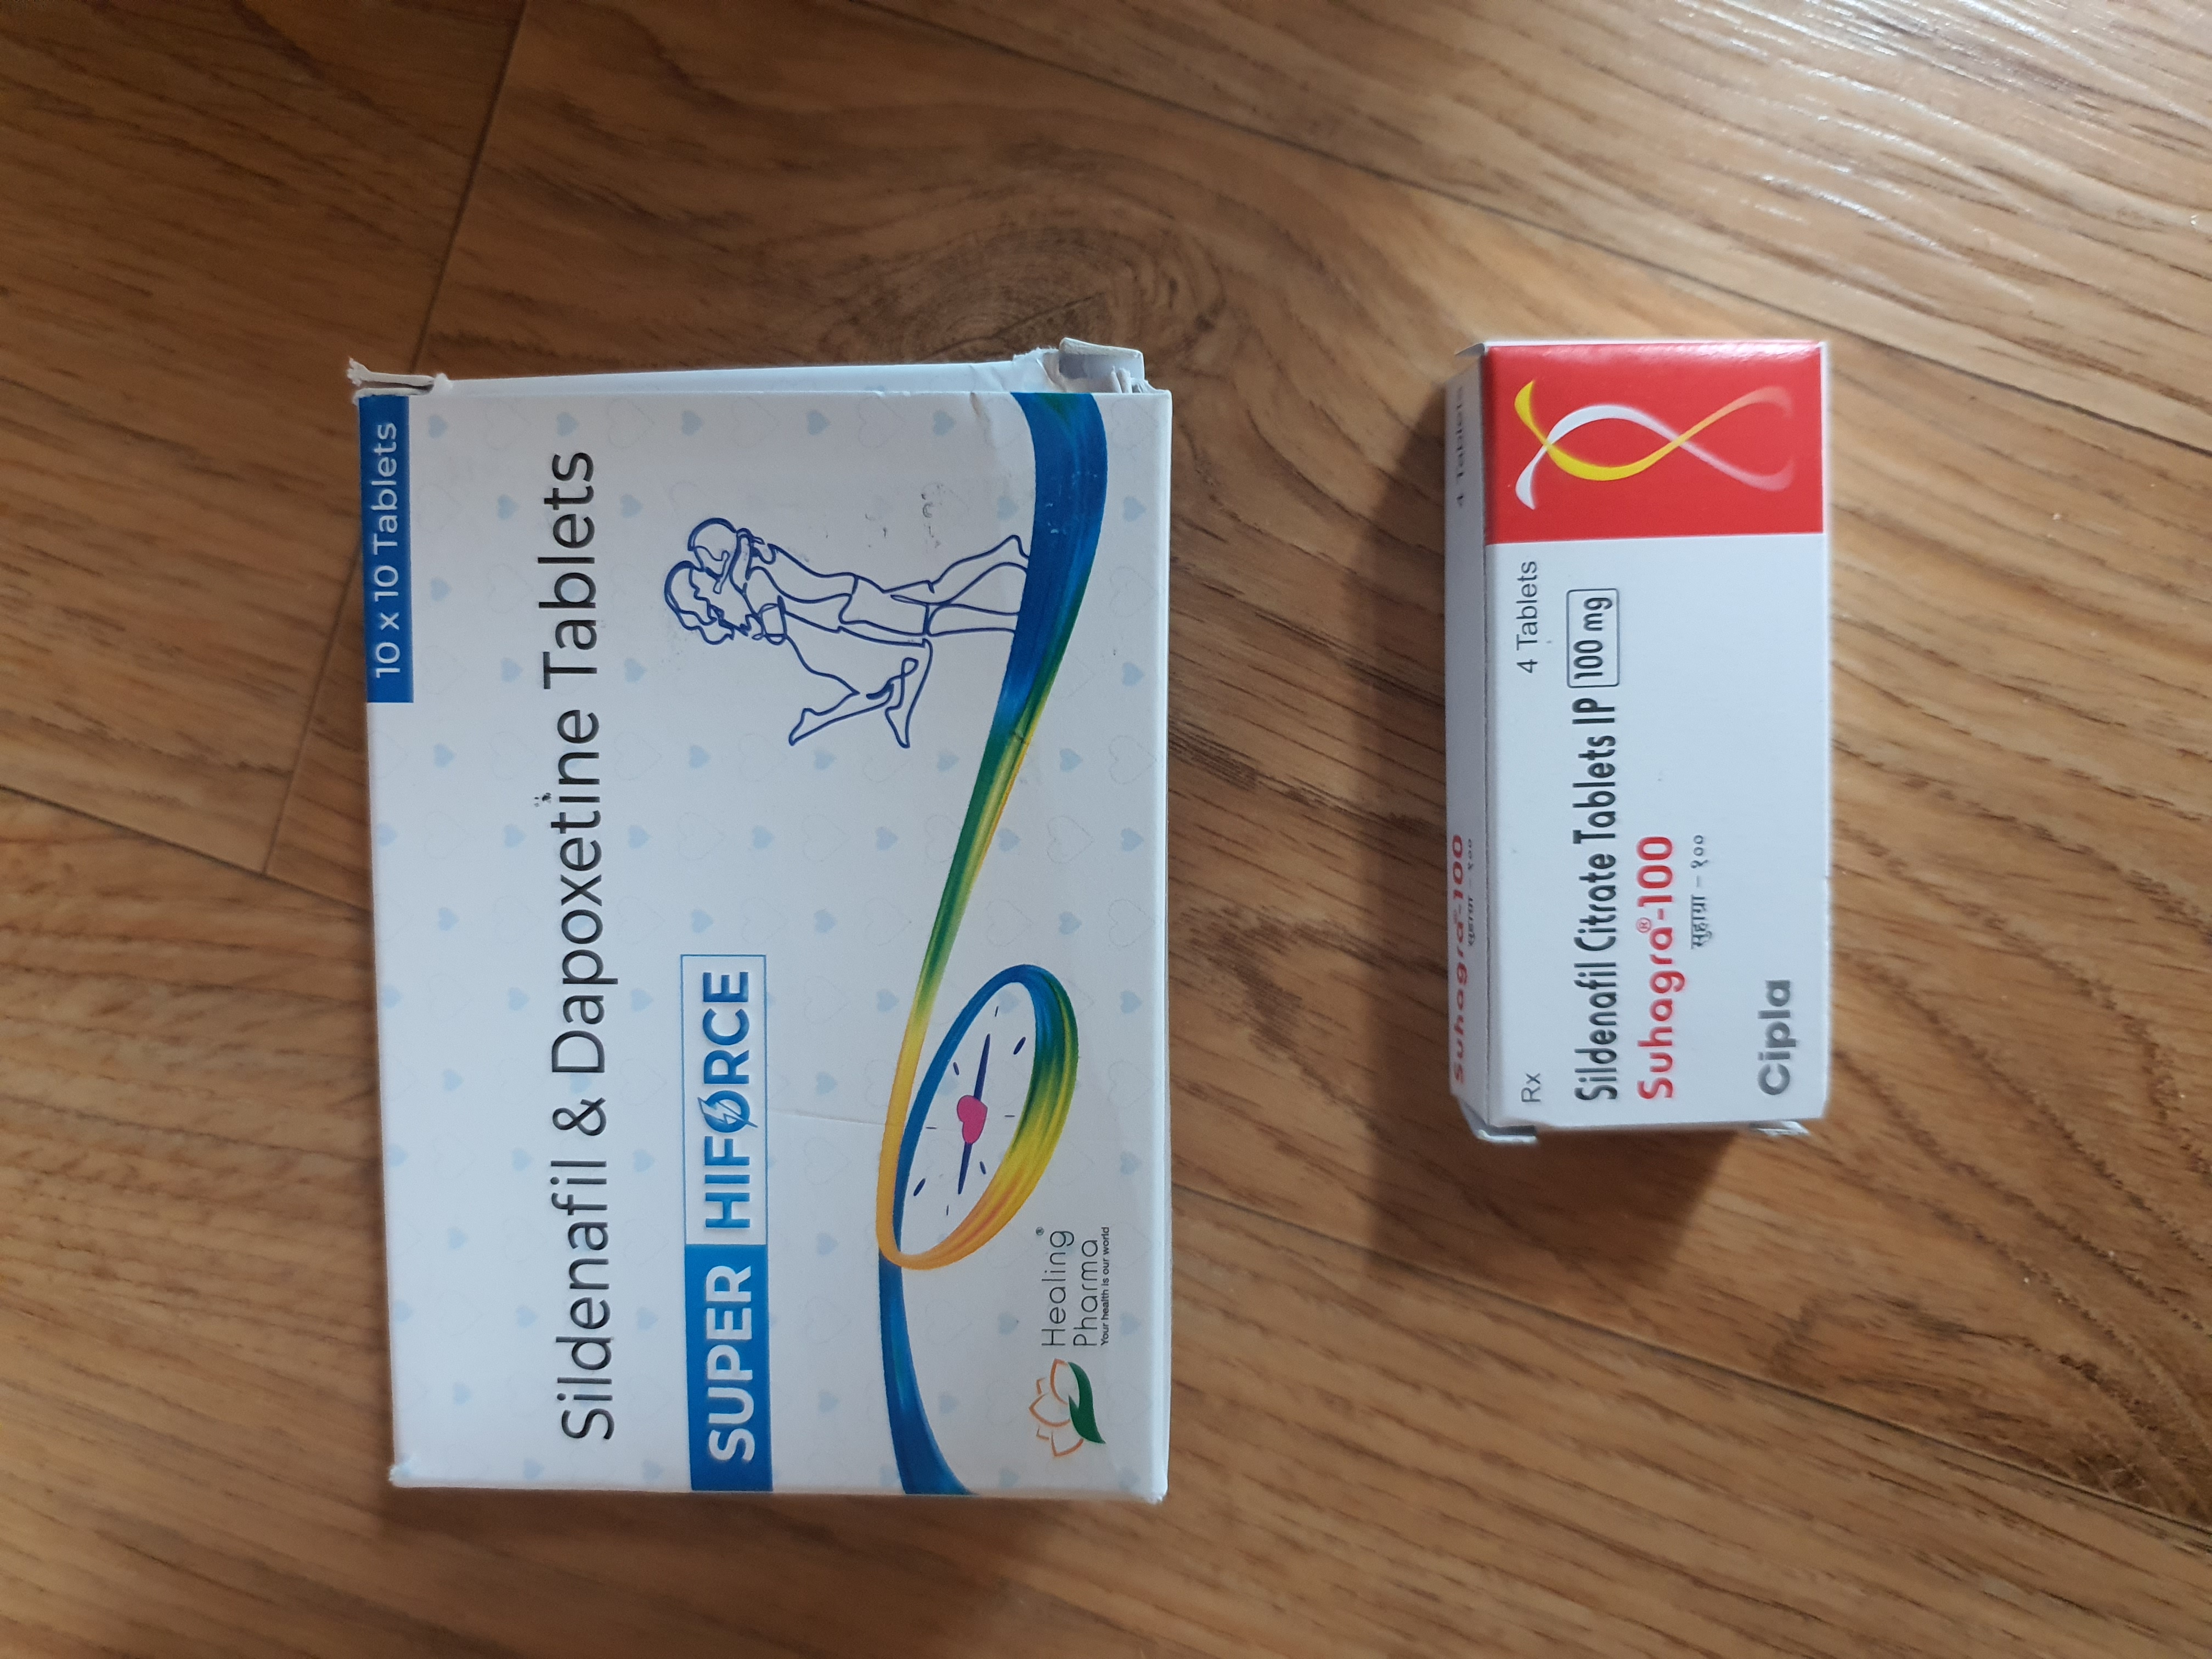 10 x 10 Tablets
Sildenafil & Dapoxetine Tablets
SUPER HIFORCE
Healing®
Pharma
Your health is our world
4 Tablets
Suhagra®-100
सुहाग्रा - १००
Rx 4 Tablets
Sildenafil Citrate Tablets IP 100 mg
Suhagra®-100
सुहाग्रा - १००
Cipla